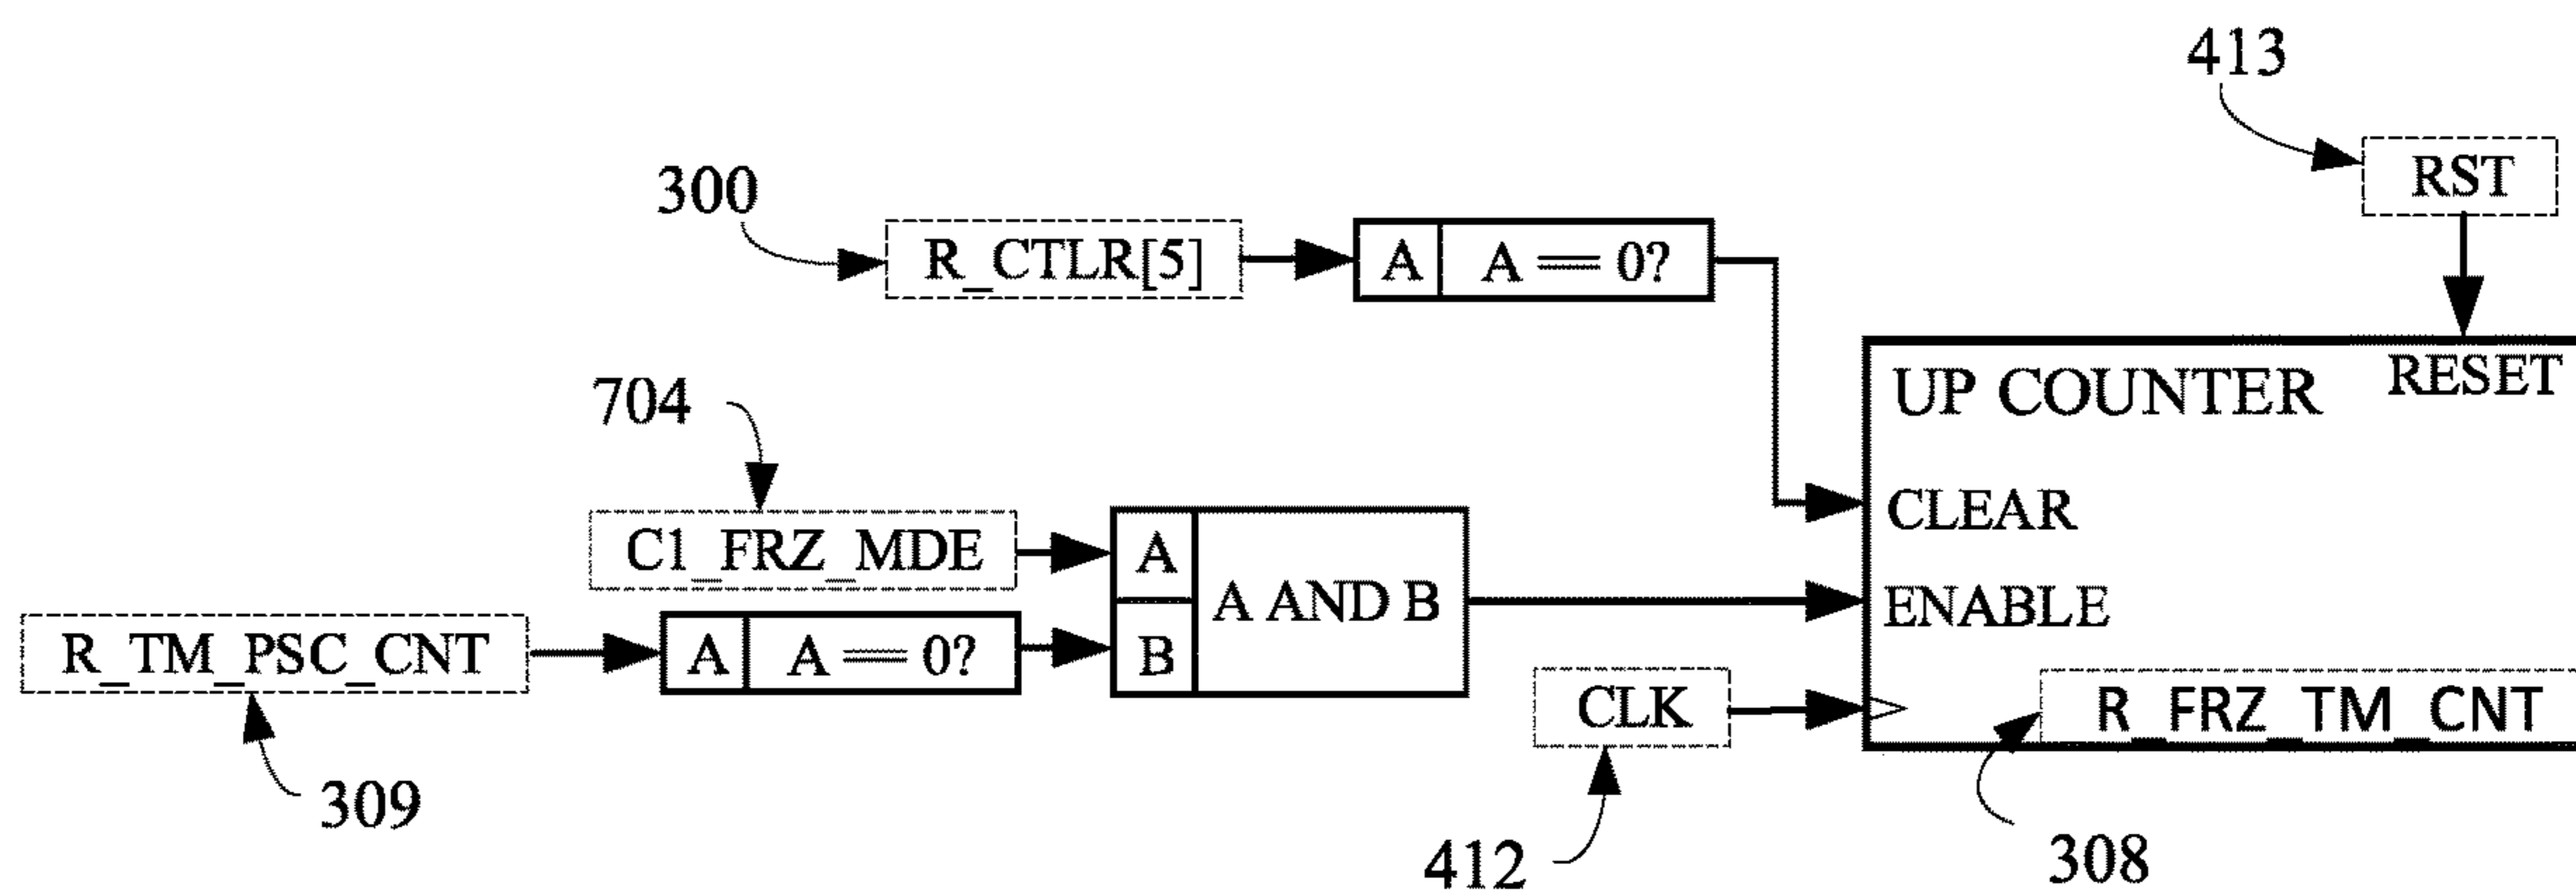 413
RST
300
R_CTLR[5]
A
A == 0?
UP COUNTER
RESET
704
CLEAR
C1_FRZ_MDE
A
A AND B
ENABLE
R_TM_PSC_CNT
A
A == 0?
B
CLK
R_FRZ_TM_CNT
309
412
308